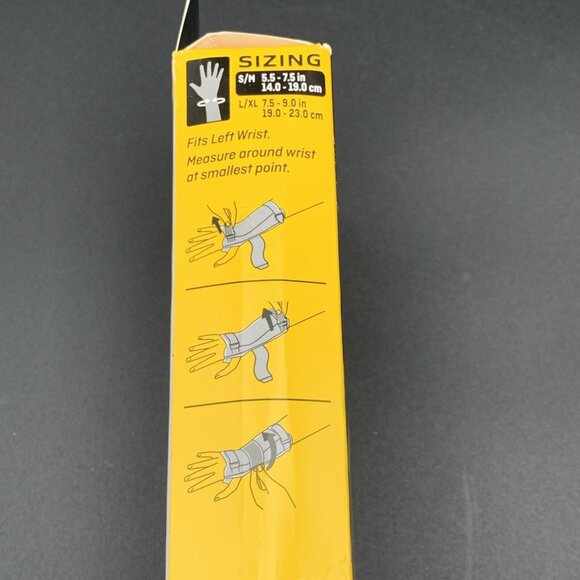 SIZING
S/M 5.5 - 7.5 in
14.0 - 19.0 cm
L/XL 7.5 - 9.0 in
19.0 - 23.0 cm
Fits Left Wrist.
Measure around wrist
at smallest point.